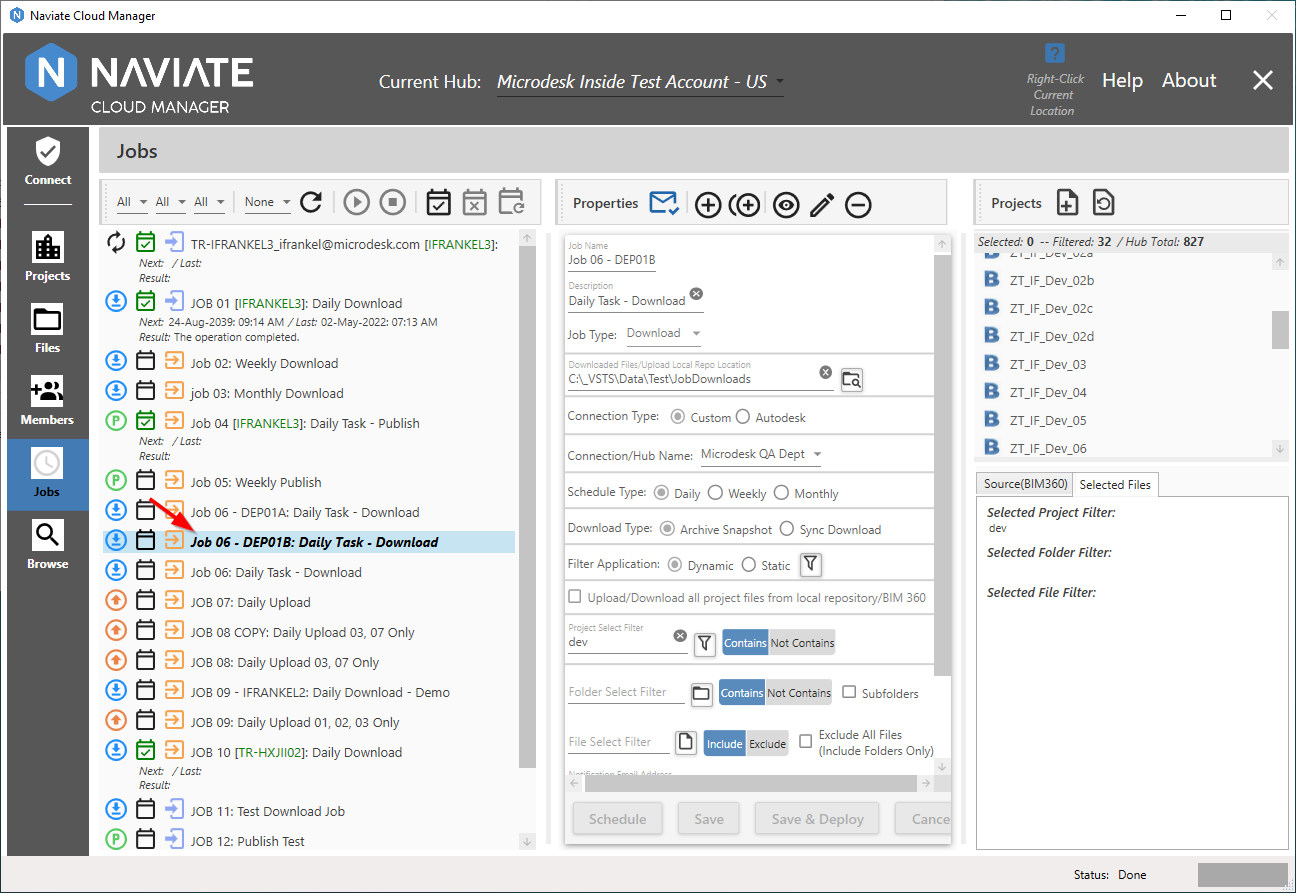 Naviate Cloud Manager
N NAVIATE
CLOUD MANAGER
Current Hub: Microdesk Inside Test Account - US
?
Right-Click
Current
Location
Help About
Connect
Projects
Files
Members
Jobs
Browse
Jobs
All All All None
TR-IFRANKEL3_ifrankel@microdesk.com [IFRANKEL3]:
Next: / Last:
Result:
JOB 01 [IFRANKEL3]: Daily Download
Next: 24-Aug-2039: 09:14 AM / Last: 02-May-2022: 07:13 AM
Result: The operation completed.
Job 02: Weekly Download
job 03: Monthly Download
P Job 04 [IFRANKEL3]: Daily Task - Publish
Next: / Last:
Result:
P Job 05: Weekly Publish
Job 06 - DEP01A: Daily Task - Download
Job 06 - DEP01B: Daily Task - Download
Job 06: Daily Task - Download
JOB 07: Daily Upload
JOB 08 COPY: Daily Upload 03, 07 Only
JOB 08: Daily Upload 03, 07 Only
JOB 09 - IFRANKEL2: Daily Download - Demo
JOB 09: Daily Upload 01, 02, 03 Only
JOB 10 [TR-HXJII02]: Daily Download
Next: / Last:
Result:
JOB 11: Test Download Job
P JOB 12: Publish Test
Properties
Job Name
Job 06 - DEP01B
Description
Daily Task - Download
Job Type: Download
Downloaded Files/Upload Local Repo Location
C:\_VSTS\Data\Test\JobDownloads
Connection Type: Custom Autodesk
Connection/Hub Name: Microdesk QA Dept
Schedule Type: Daily Weekly Monthly
Download Type: Archive Snapshot Sync Download
Filter Application: Dynamic Static
Upload/Download all project files from local repository/BIM 360
Project Select Filter
dev
Contains Not Contains
Folder Select Filter Contains Not Contains Subfolders
File Select Filter Include Exclude Exclude All Files
(Include Folders Only)
Notification Email Address
Schedule Save Save & Deploy Cance
Projects
Selected: 0 -- Filtered: 32 / Hub Total: 827
B ZT_IF_Dev_02a
B ZT_IF_Dev_02b
B ZT_IF_Dev_02c
B ZT_IF_Dev_02d
B ZT_IF_Dev_03
B ZT_IF_Dev_04
B ZT_IF_Dev_05
B ZT_IF_Dev_06
Source(BIM360) Selected Files
Selected Project Filter:
dev
Selected Folder Filter:
Selected File Filter:
Status: Done